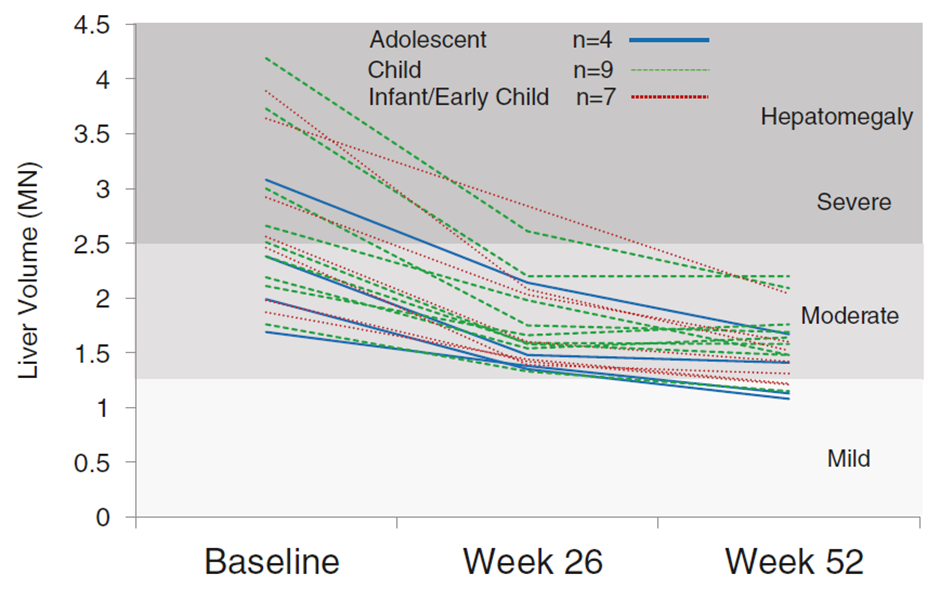 4.5
4
3.5
3
2.5
2
1.5
1
0.5
0
Liver Volume (MN)
Adolescent n=4
Child n=9
Infant/Early Child n=7
Hepatomegaly
Severe
Moderate
Mild
Baseline Week 26 Week 52